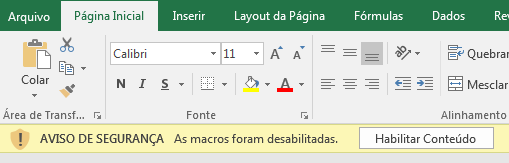 Arquivo Página Inicial Inserir Layout da Página Fórmulas Dados Re
Calibri 11 A A Quebrar
Colar N I S A Mesclar
Área de Transf... Fonte Alinhamento
AVISO DE SEGURANÇA As macros foram desabilitadas. Habilitar Conteúdo